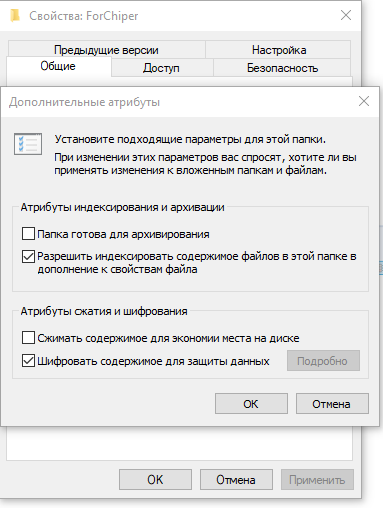 Свойства: ForChiper
Предыдущие версии
Настройка
Общие
Доступ
Безопасность
Дополнительные атрибуты
Установите подходящие параметры для этой папки.
При изменении этих параметров вас спросят, хотите ли вы
применять изменения к вложенным папкам и файлам.
Атрибуты индексирования и архивации
Папка готова для архивирования
Разрешить индексировать содержимое файлов в этой папке в
дополнение к свойствам файла
Атрибуты сжатия и шифрования
Сжимать содержимое для экономии места на диске
Шифровать содержимое для защиты данных
Подробно
ОК
Отмена
ОК
Отмена
Применить